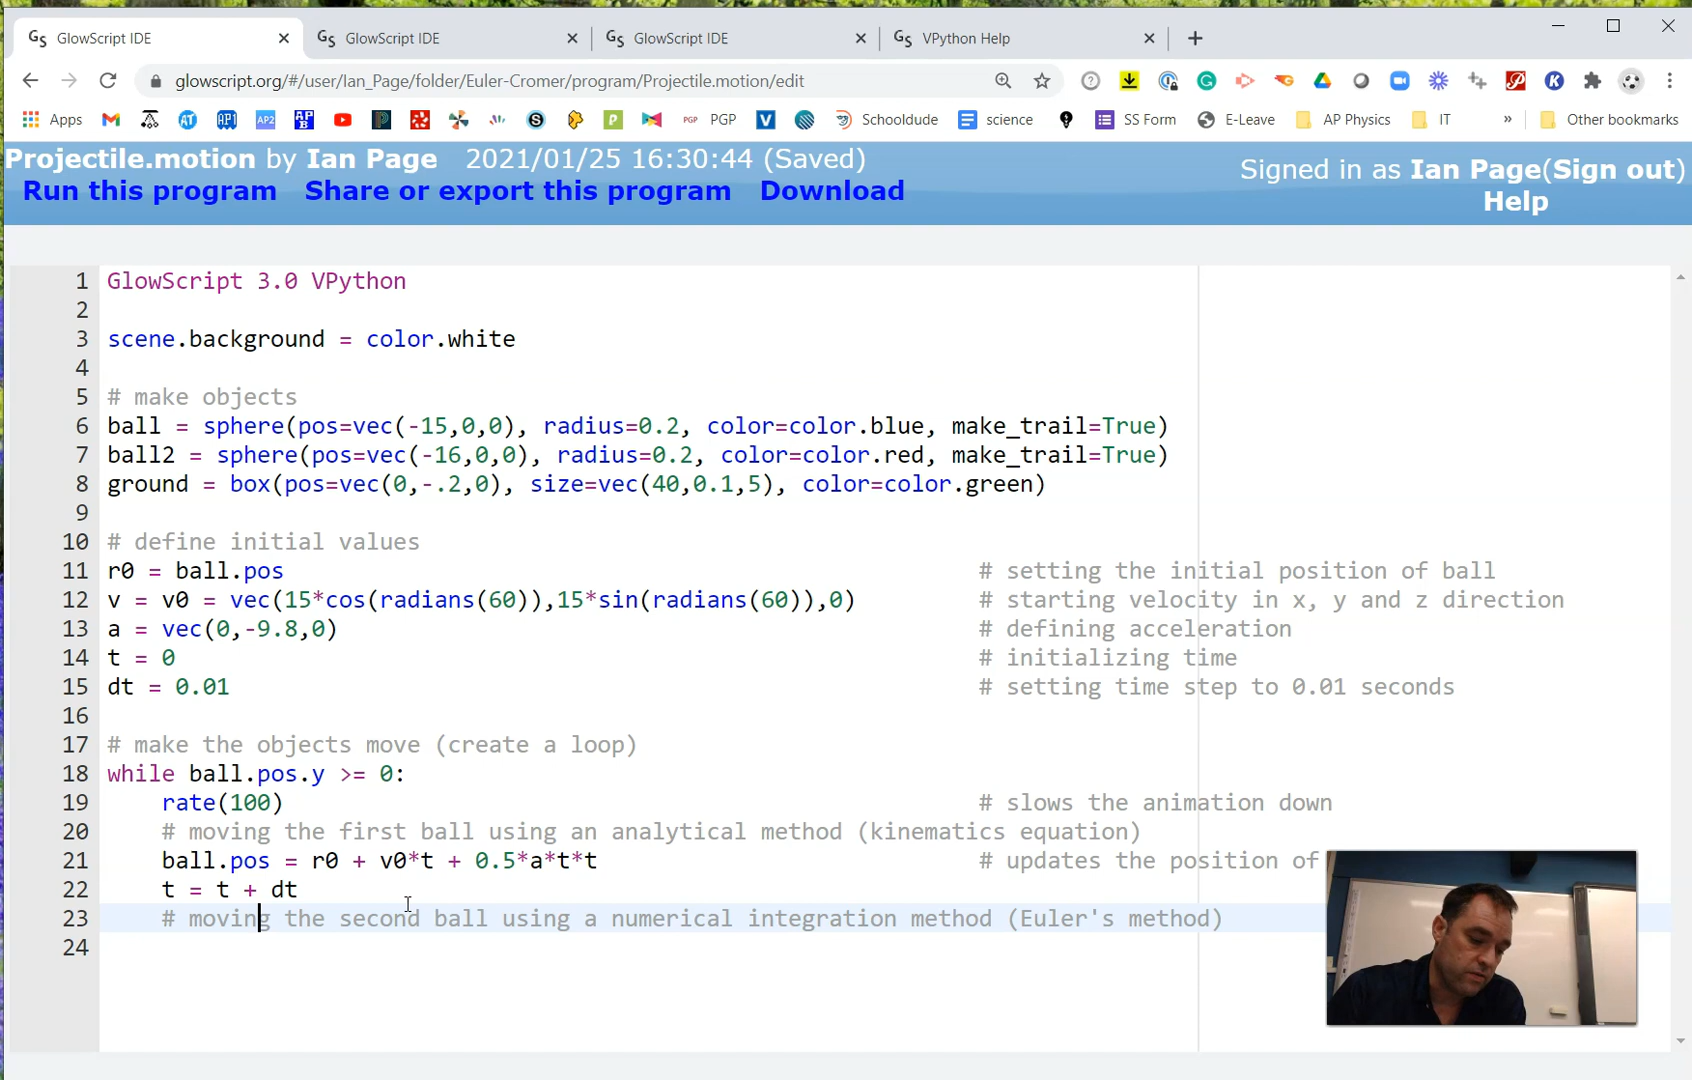 GlowScript IDE
GlowScript IDE
GlowScript IDE
VPython Help
glowscript.org/#/user/Ian_Page/folder/Euler-Cromer/program/Projectile.motion/edit
Apps
PGP
Schooldude
science
SS Form
E-Leave
AP Physics
IT
»
Other bookmarks
Projectile.motion by Ian Page 2021/01/25 16:30:44 (Saved)
Signed in as Ian Page(Sign out)
Run this program Share or export this program Download
Help
1 GlowScript 3.0 VPython
2
3 scene.background = color.white
4
5 # make objects
6 ball = sphere(pos=vec(-15,0,0), radius=0.2, color=color.blue, make_trail=True)
7 ball2 = sphere(pos=vec(-16,0,0), radius=0.2, color=color.red, make_trail=True)
8 ground = box(pos=vec(0,-.2,0), size=vec(40,0.1,5), color=color.green)
9
10 # define initial values
11 r0 = ball.pos # setting the initial position of ball
12 v = v0 = vec(15*cos(radians(60)),15*sin(radians(60)),0) # starting velocity in x, y and z direction
13 a = vec(0,-9.8,0) # defining acceleration
14 t = 0 # initializing time
15 dt = 0.01 # setting time step to 0.01 seconds
16
17 # make the objects move (create a loop)
18 while ball.pos.y >= 0:
19 rate(100) # slows the animation down
20 # moving the first ball using an analytical method (kinematics equation)
21 ball.pos = r0 + v0*t + 0.5*a*t*t # updates the position of
22 t = t + dt
23 # moving the second ball using a numerical integration method (Euler's method)
24